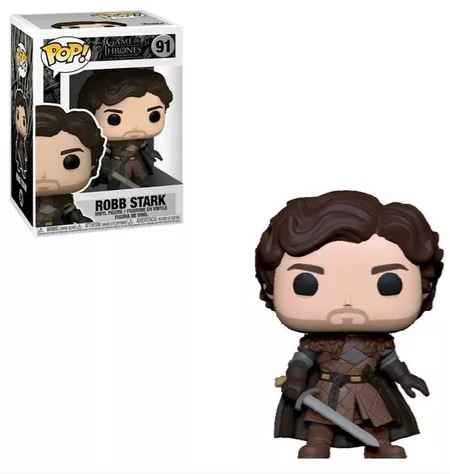 POP!
GAME OF
THRONES
91
ROBB STARK
VINYL FIGURE / FIGURINE EN VINYLE
FIGURA DE VINIL